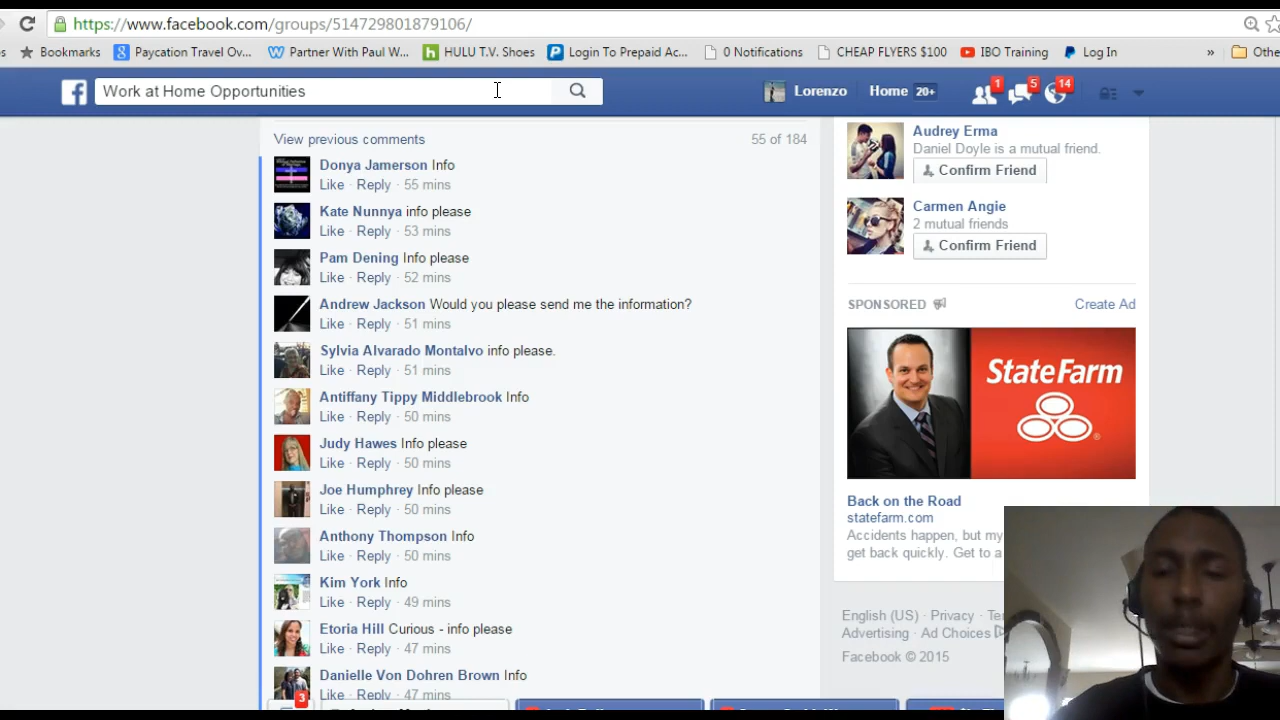 https://www.facebook.com/groups/514729801879106/
Bookmarks Paycation Travel Ov... Partner With Paul W... HULU T.V. Shoes Login To Prepaid Ac... 0 Notifications CHEAP FLYERS $100 IBO Training Log In » Othe
Work at Home Opportunities Lorenzo Home 20+ 1 5 14
View previous comments 55 of 184
Donya Jamerson Info
Like · Reply · 55 mins
Kate Nunnya info please
Like · Reply · 53 mins
Pam Dening Info please
Like · Reply · 52 mins
Andrew Jackson Would you please send me the information?
Like · Reply · 51 mins
Sylvia Alvarado Montalvo info please.
Like · Reply · 51 mins
Antiffany Tippy Middlebrook Info
Like · Reply · 50 mins
Judy Hawes Info please
Like · Reply · 50 mins
Joe Humphrey Info please
Like · Reply · 50 mins
Anthony Thompson Info
Like · Reply · 50 mins
Kim York Info
Like · Reply · 49 mins
Etoria Hill Curious - info please
Like · Reply · 47 mins
Danielle Von Dohren Brown Info
Like · Reply · 47 mins
3
Audrey Erma
Daniel Doyle is a mutual friend.
Confirm Friend
Carmen Angie
2 mutual friends
Confirm Friend
SPONSORED Create Ad
StateFarm
Back on the Road
statefarm.com
Accidents happen, but my
get back quickly. Get to a
English (US) · Privacy · Te
Advertising · Ad Choices
Facebook © 2015